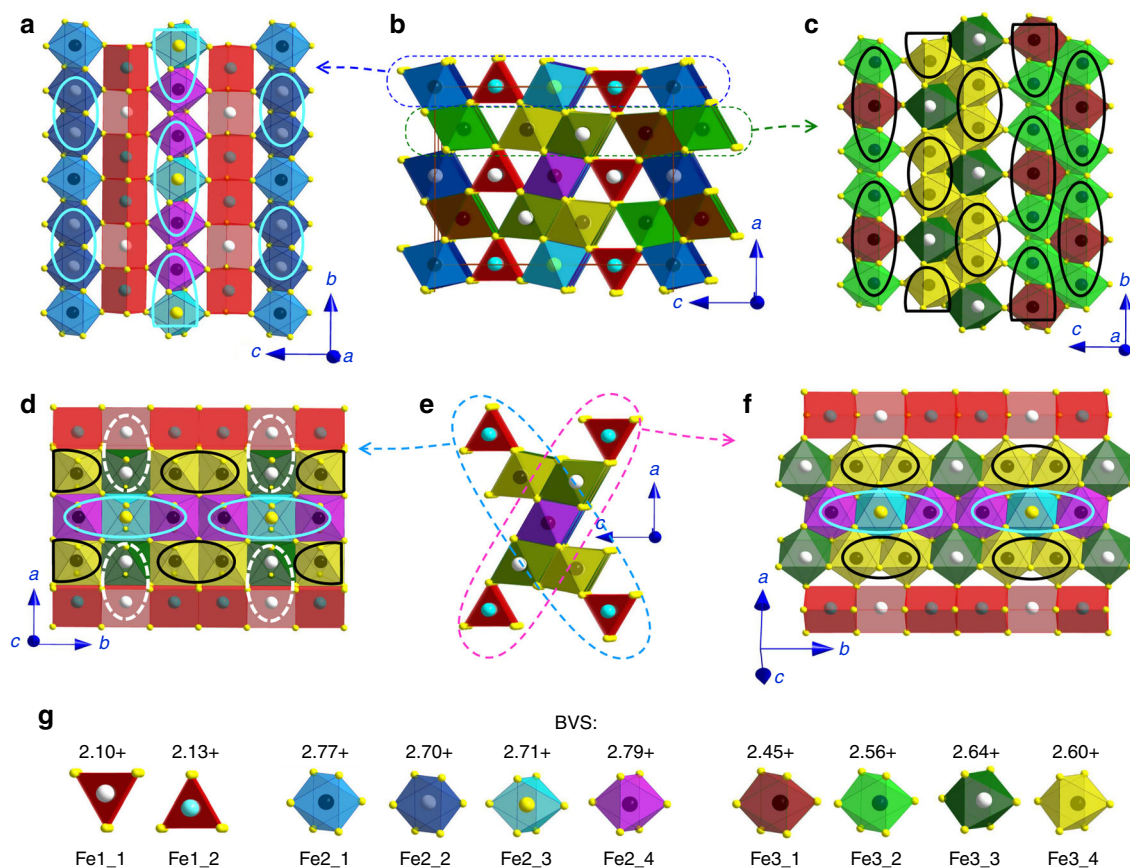 a
b
c
a
c
b
c
a
b
c
a
d
e
f
a
c
b
a
c
a
b
c
g
BVS:
2.10+ 2.13+ 2.77+ 2.70+ 2.71+ 2.79+ 2.45+ 2.56+ 2.64+ 2.60+
Fe1_1 Fe1_2 Fe2_1 Fe2_2 Fe2_3 Fe2_4 Fe3_1 Fe3_2 Fe3_3 Fe3_4